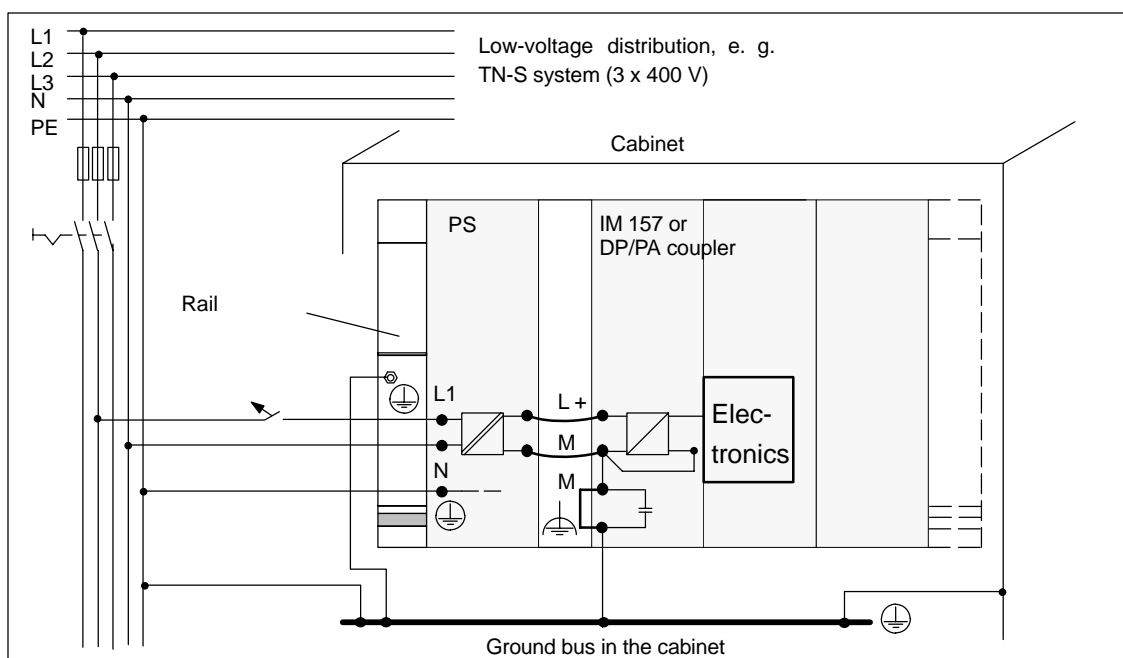 L1
L2
L3
N
PE
Low-voltage distribution, e. g.
TN-S system (3 x 400 V)
Cabinet
PS
IM 157 or
DP/PA coupler
Rail
L1
L +
Elec-
tronics
M
N
M
Ground bus in the cabinet